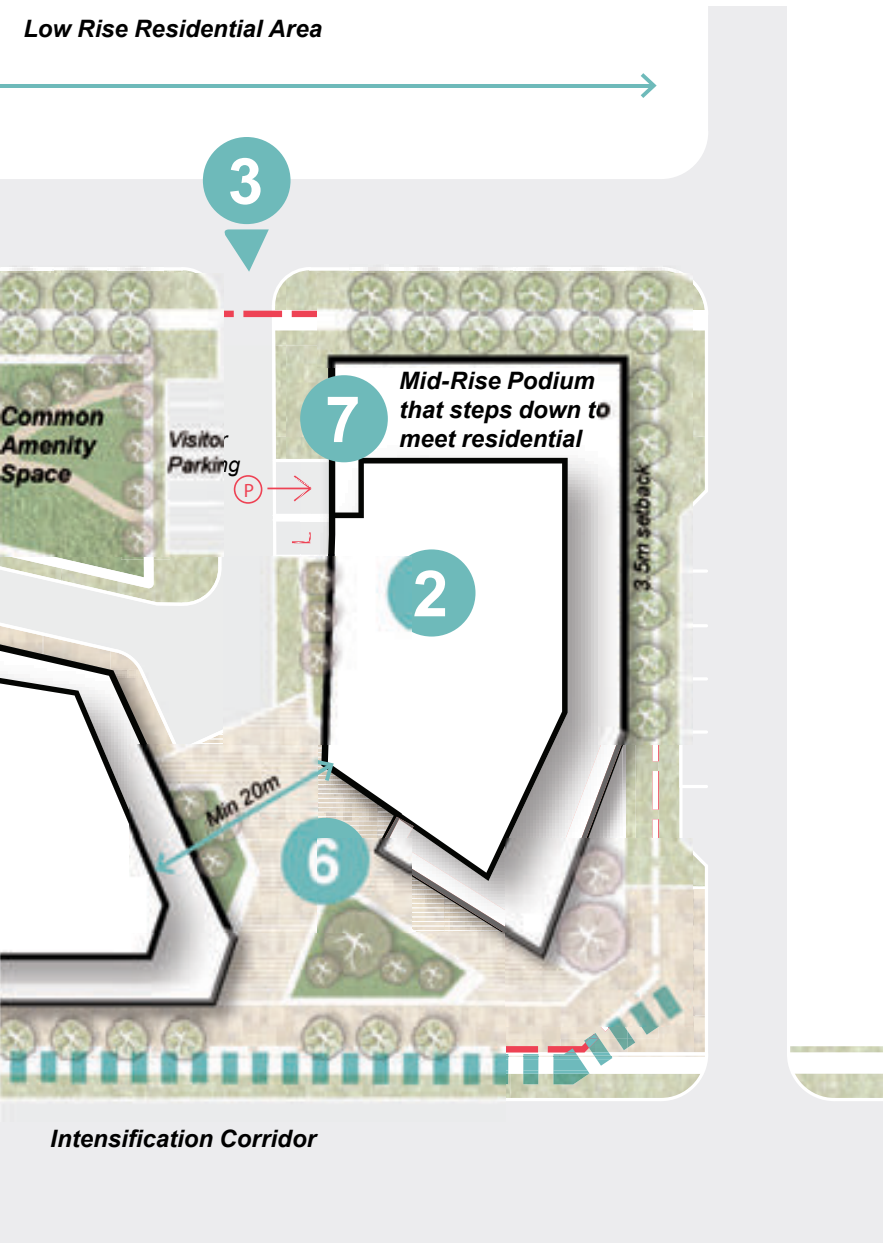 Low Rise Residential Area
3
Mid-Rise Podium
that steps down to
meet residential
7
Common
Amenity
Space
Visitor
Parking
P
3.5m setback
2
Min 20m
6
Intensification Corridor